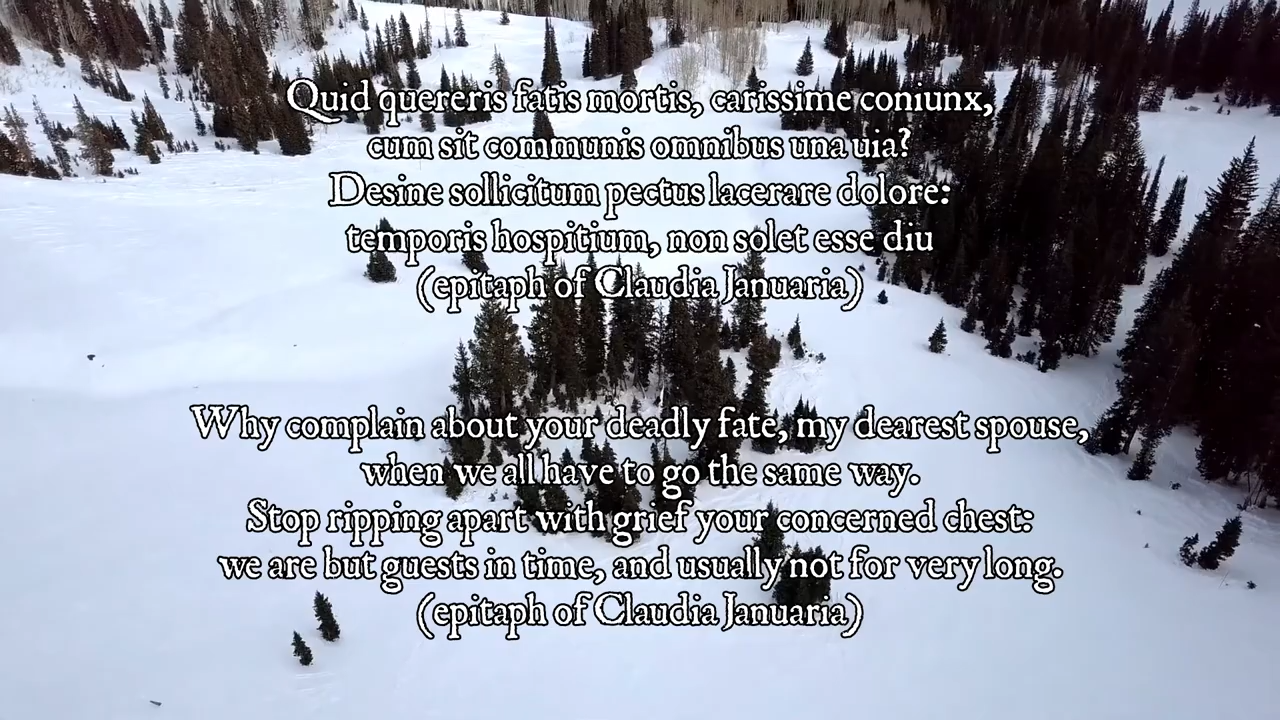 Quid quereris fatis mortis, carissime coniunx,
cum sit communis omnibus una uia?
Desine sollicitum pectus lacerare dolore:
temporis hospitium, non solet esse diu
(epitaph of Claudia Januaria)
Why complain about your deadly fate, my dearest spouse,
when we all have to go the same way.
Stop ripping apart with grief your concerned chest:
we are but guests in time, and usually not for very long.
(epitaph of Claudia Januaria)